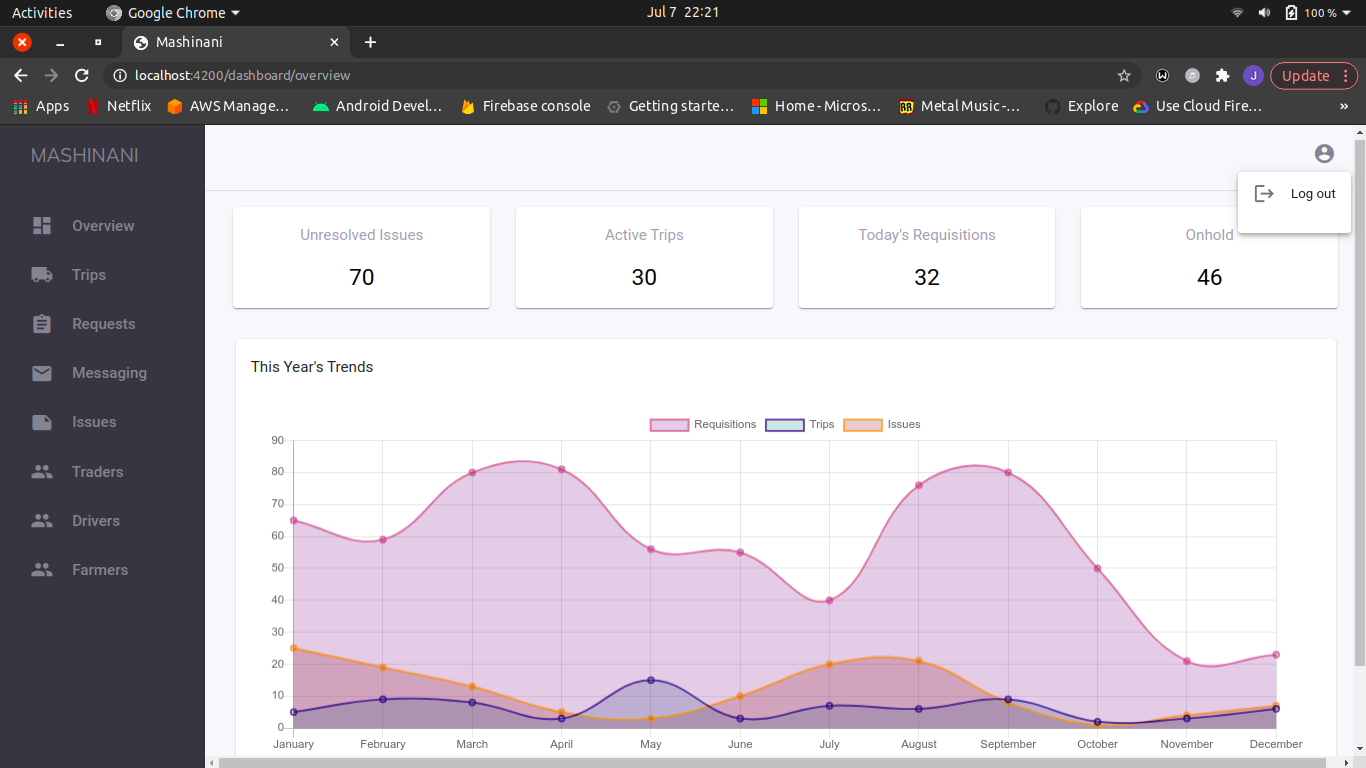 Activities Google Chrome Jul 7 22:21 100 %
Mashinani
localhost:4200/dashboard/overview J Update
Apps Netflix AWS Manage... Android Devel... Firebase console Getting starte... Home - Micros... Metal Music -... Explore Use Cloud Fire... »
MASHINANI
Log out
Overview
Trips
Requests
Messaging
Issues
Traders
Drivers
Farmers
Unresolved Issues Active Trips Today's Requisitions Onhold
70 30 32 46
This Year's Trends
Requisitions Trips Issues
90
80
70
60
50
40
30
20
10
0
January February March April May June July August September October November December